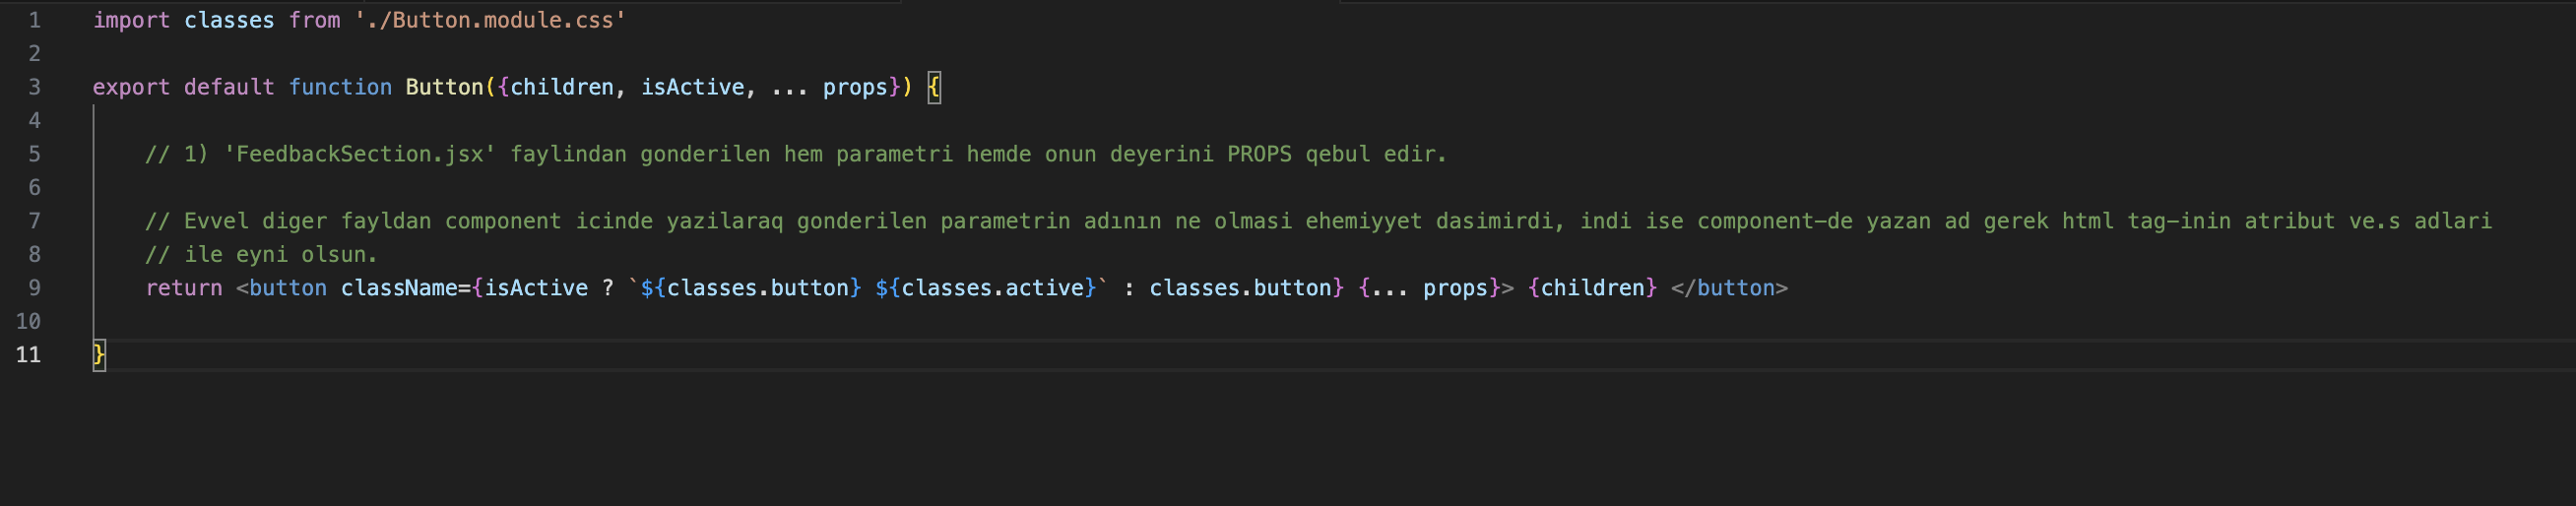 1 import classes from './Button.module.css'
2
3 export default function Button({children, isActive, ... props}) {
4
5 // 1) 'FeedbackSection.jsx' faylindan gonderilen hem parametri hemde onun deyerini PROPS qebul edir.
6
7 // Evvel diger fayldan component icinde yazilaraq gonderilen parametrin adının ne olmasi ehemiyyet dasimirdi, indi ise component-de yazan ad gerek html tag-inin atribut ve.s adlari
8 // ile eyni olsun.
9 return <button className={isActive ? `${classes.button} ${classes.active}` : classes.button} {... props}> {children} </button>
10
11 }